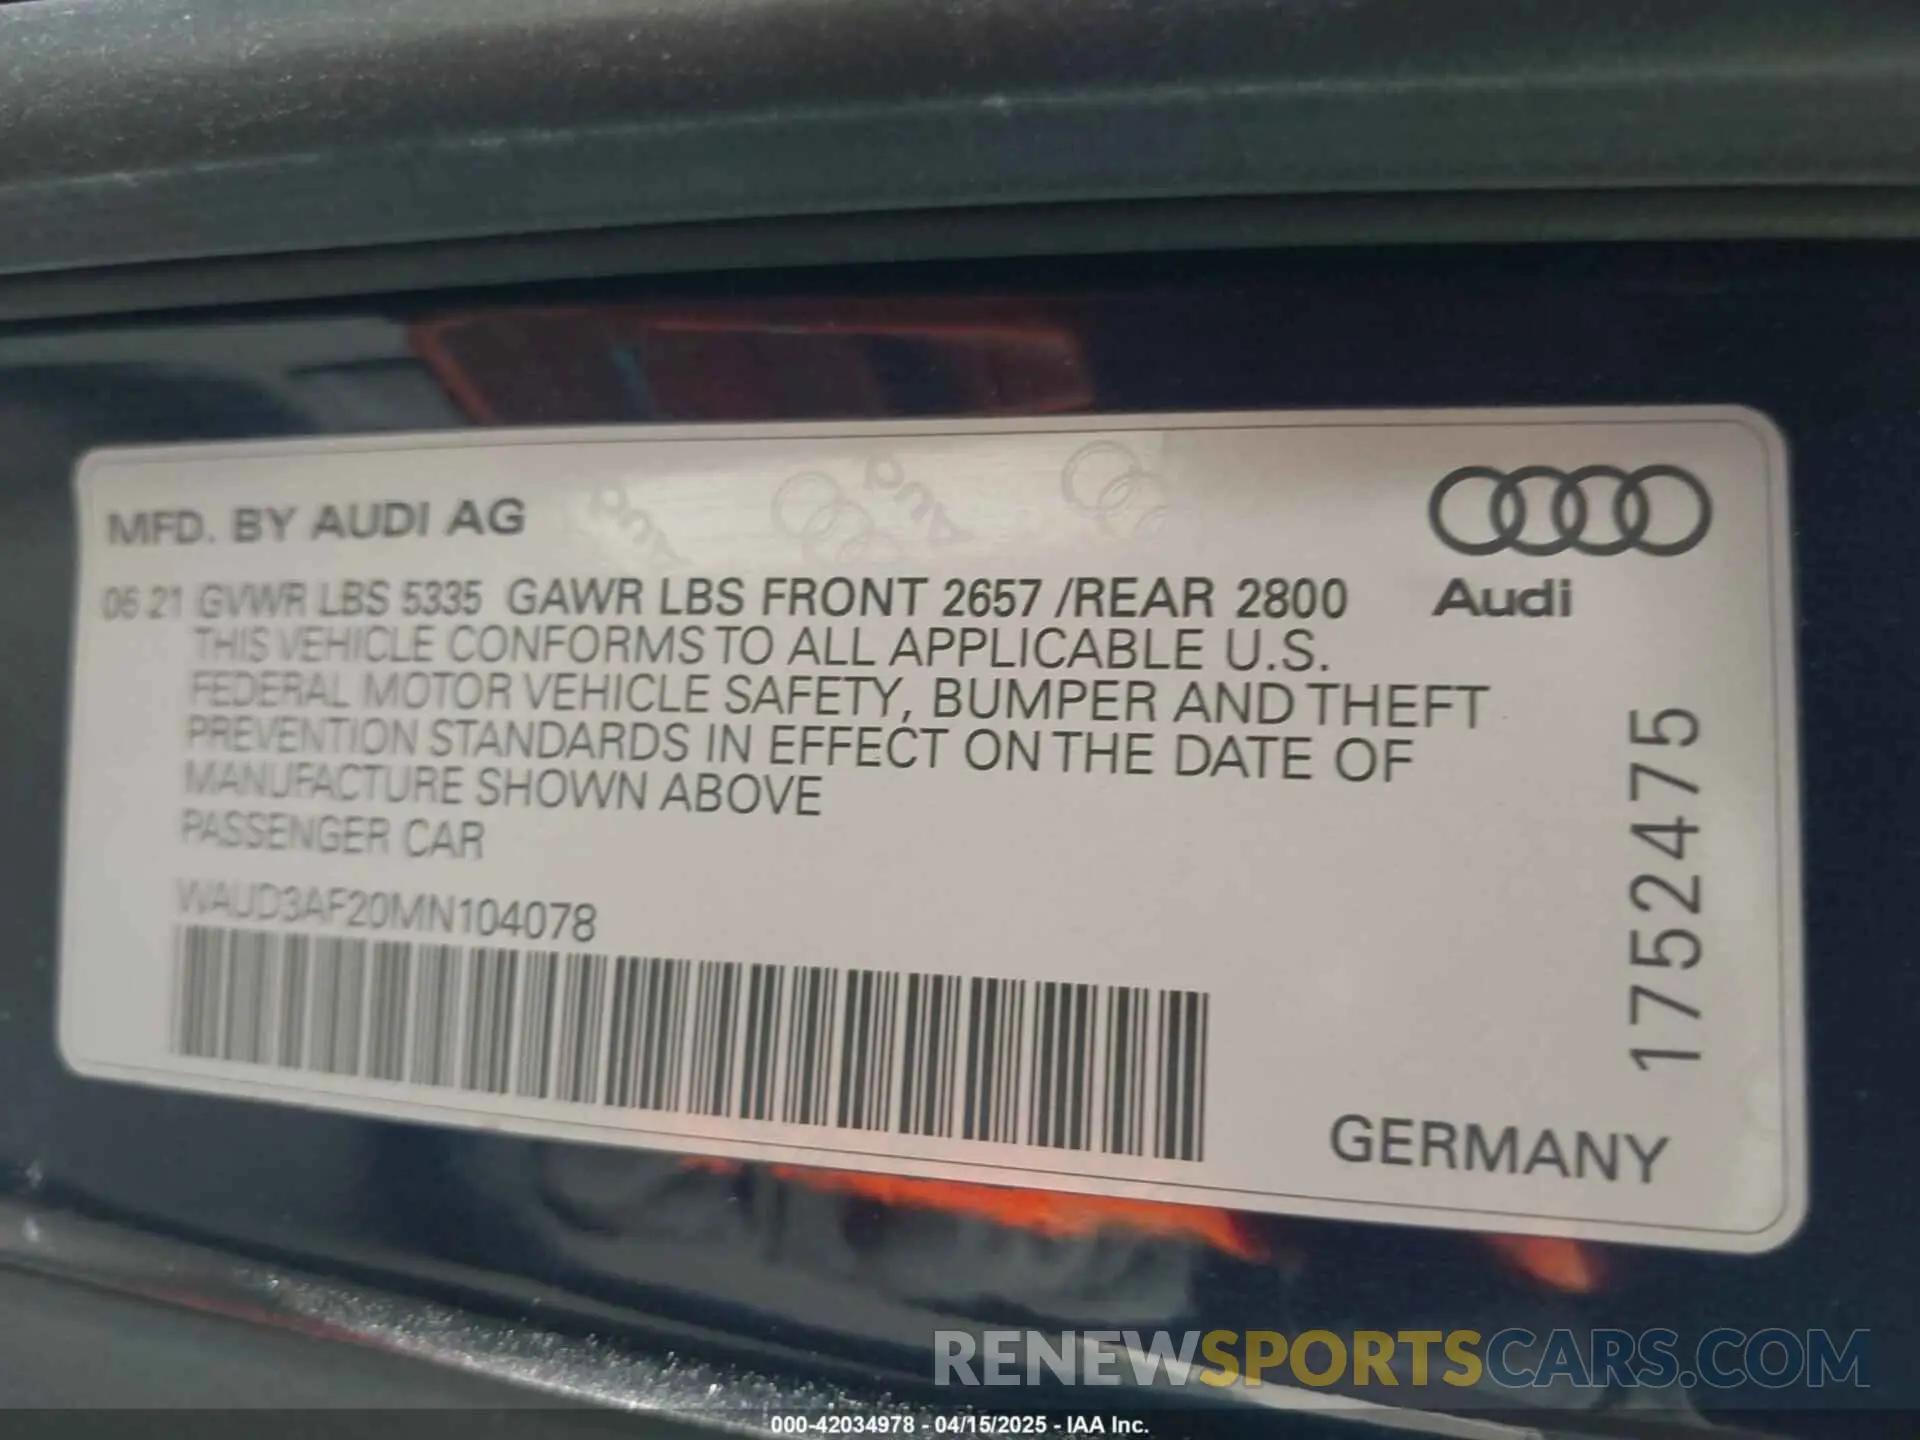 MFD. BY AUDI AG
06 21 GVWR LBS 5335 GAWR LBS FRONT 2657 /REAR 2800
Audi
THIS VEHICLE CONFORMS TO ALL APPLICABLE U.S.
FEDERAL MOTOR VEHICLE SAFETY, BUMPER AND THEFT
PREVENTION STANDARDS IN EFFECT ON THE DATE OF
MANUFACTURE SHOWN ABOVE
PASSENGER CAR
WAUD3AF20MN104078
1752475
GERMANY
RENEWSPORTSCARS.COM
000-42034978 - 04/15/2025 - IAA Inc.